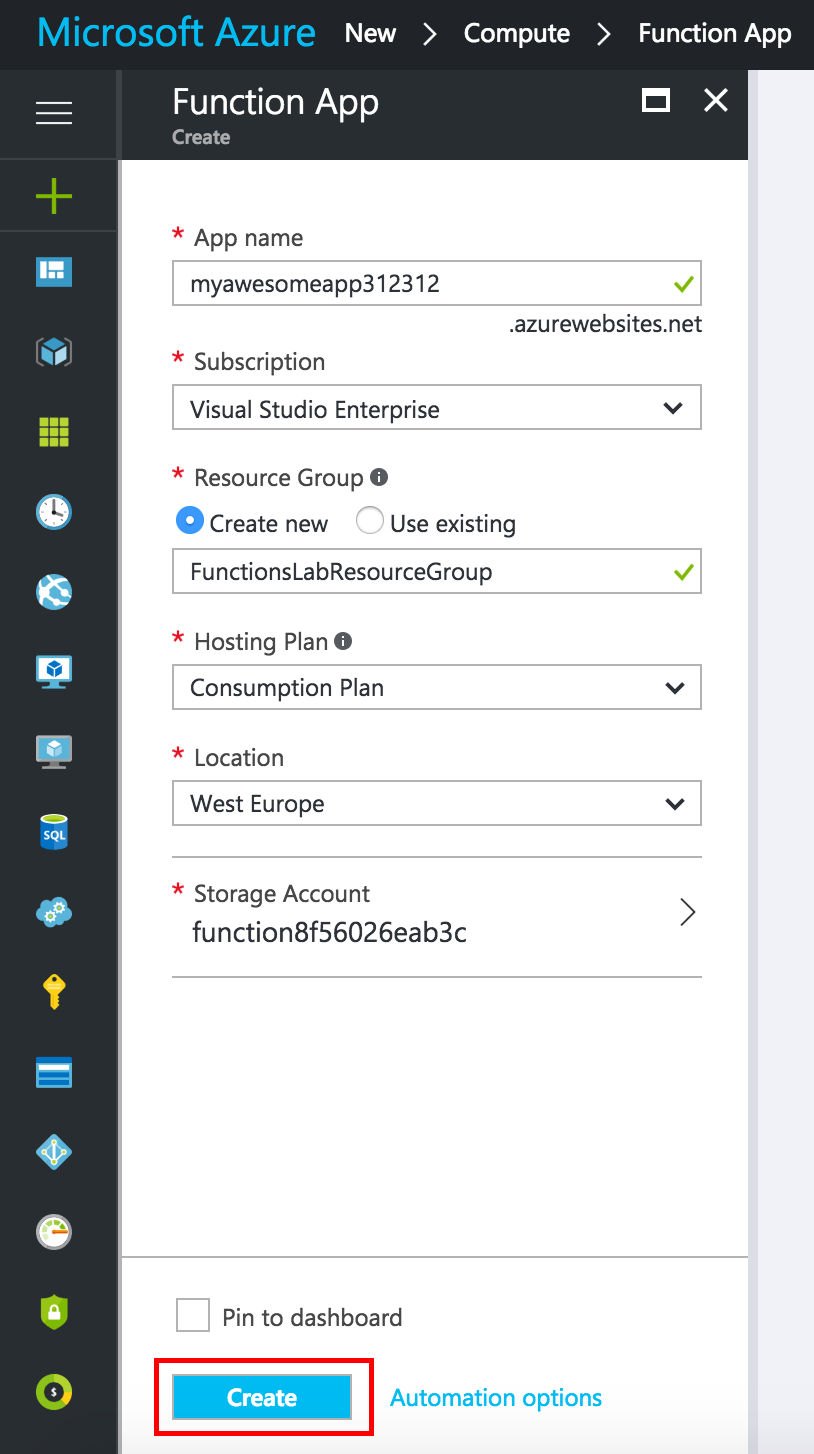 Microsoft Azure New > Compute > Function App
Function App
Create
* App name
myawesomeapp312312
.azurewebsites.net
* Subscription
Visual Studio Enterprise
* Resource Group
Create new Use existing
FunctionsLabResourceGroup
* Hosting Plan
Consumption Plan
* Location
West Europe
* Storage Account
function8f56026eab3c
SQL
Pin to dashboard
Create Automation options
$